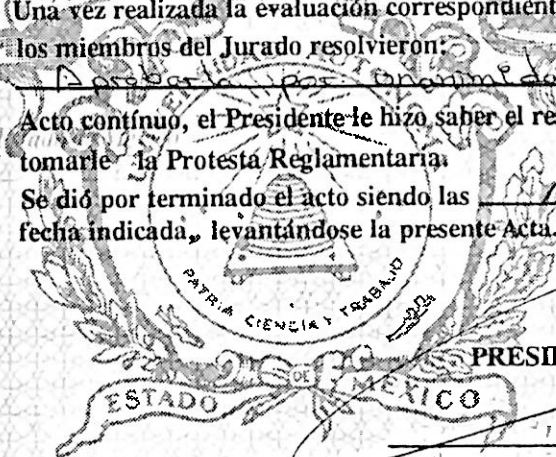 Una vez realizada la evaluación correspondient
los miembros del Jurado resolvieron:
Aprobarla por unanimida
Acto contínuo, el Presidente le hizo saber el re
tomarle la Protesta Reglamentaria.
Se dió por terminado el acto siendo las
fecha indicada, levantándose la presente Acta.
PATRIA CIENCIA Y TRABAJO
PRESI
ESTADO DE MEXICO